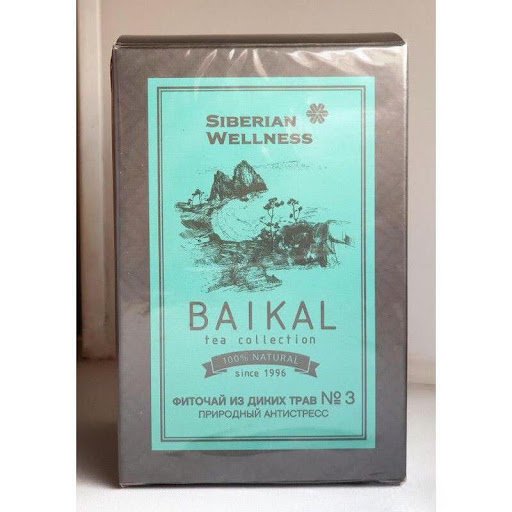 SIBERIAN
WELLNESS
BAIKAL
tea collection
100% NATURAL
since 1996
ФИТОЧАЙ ИЗ ДИКИХ ТРАВ № 3
ПРИРОДНЫЙ АНТИСТРЕСС